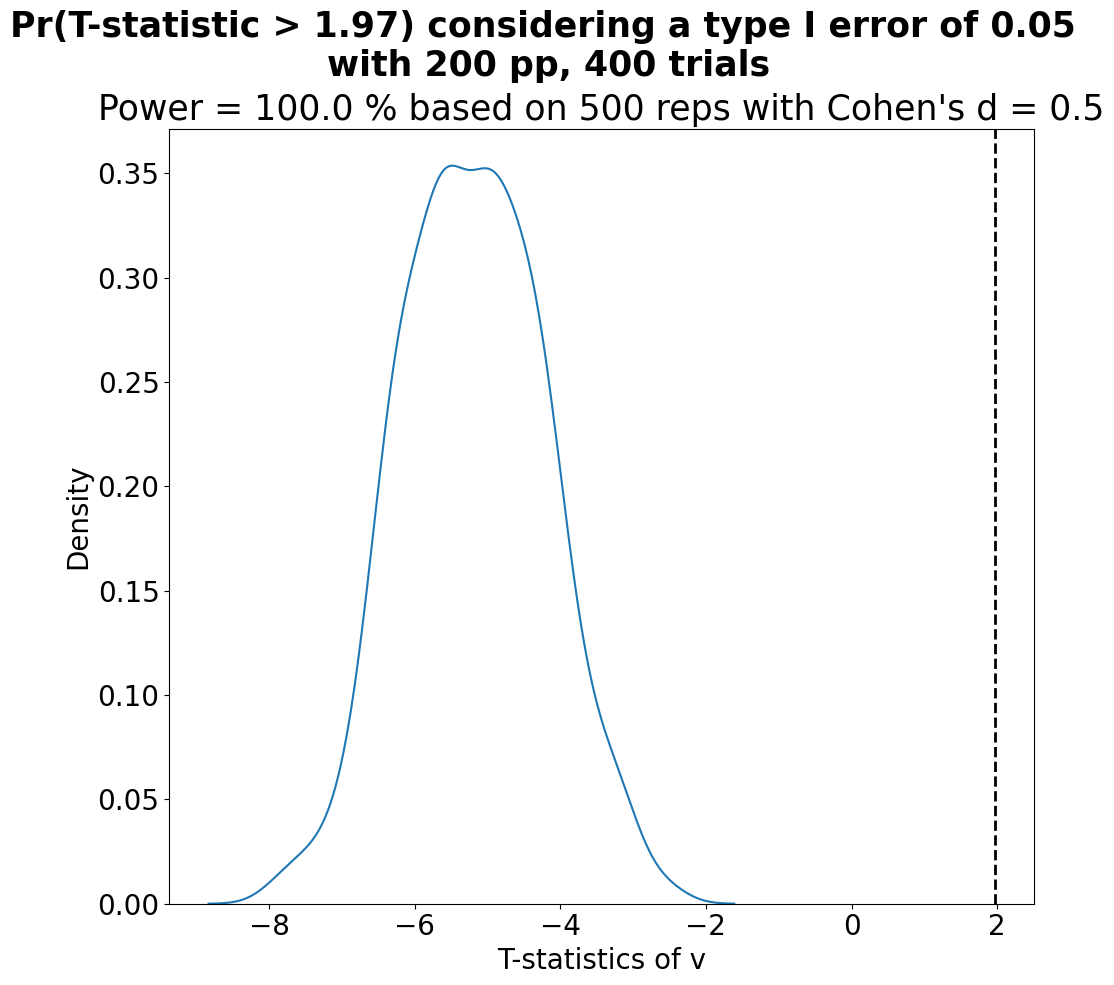 Pr(T-statistic > 1.97) considering a type I error of 0.05
with 200 pp, 400 trials
Power = 100.0 % based on 500 reps with Cohen's d = 0.5
0.35
0.30
0.25
0.20
0.15
0.10
0.05
0.00
Density
−8
−6
−4
−2
0
2
T-statistics of v